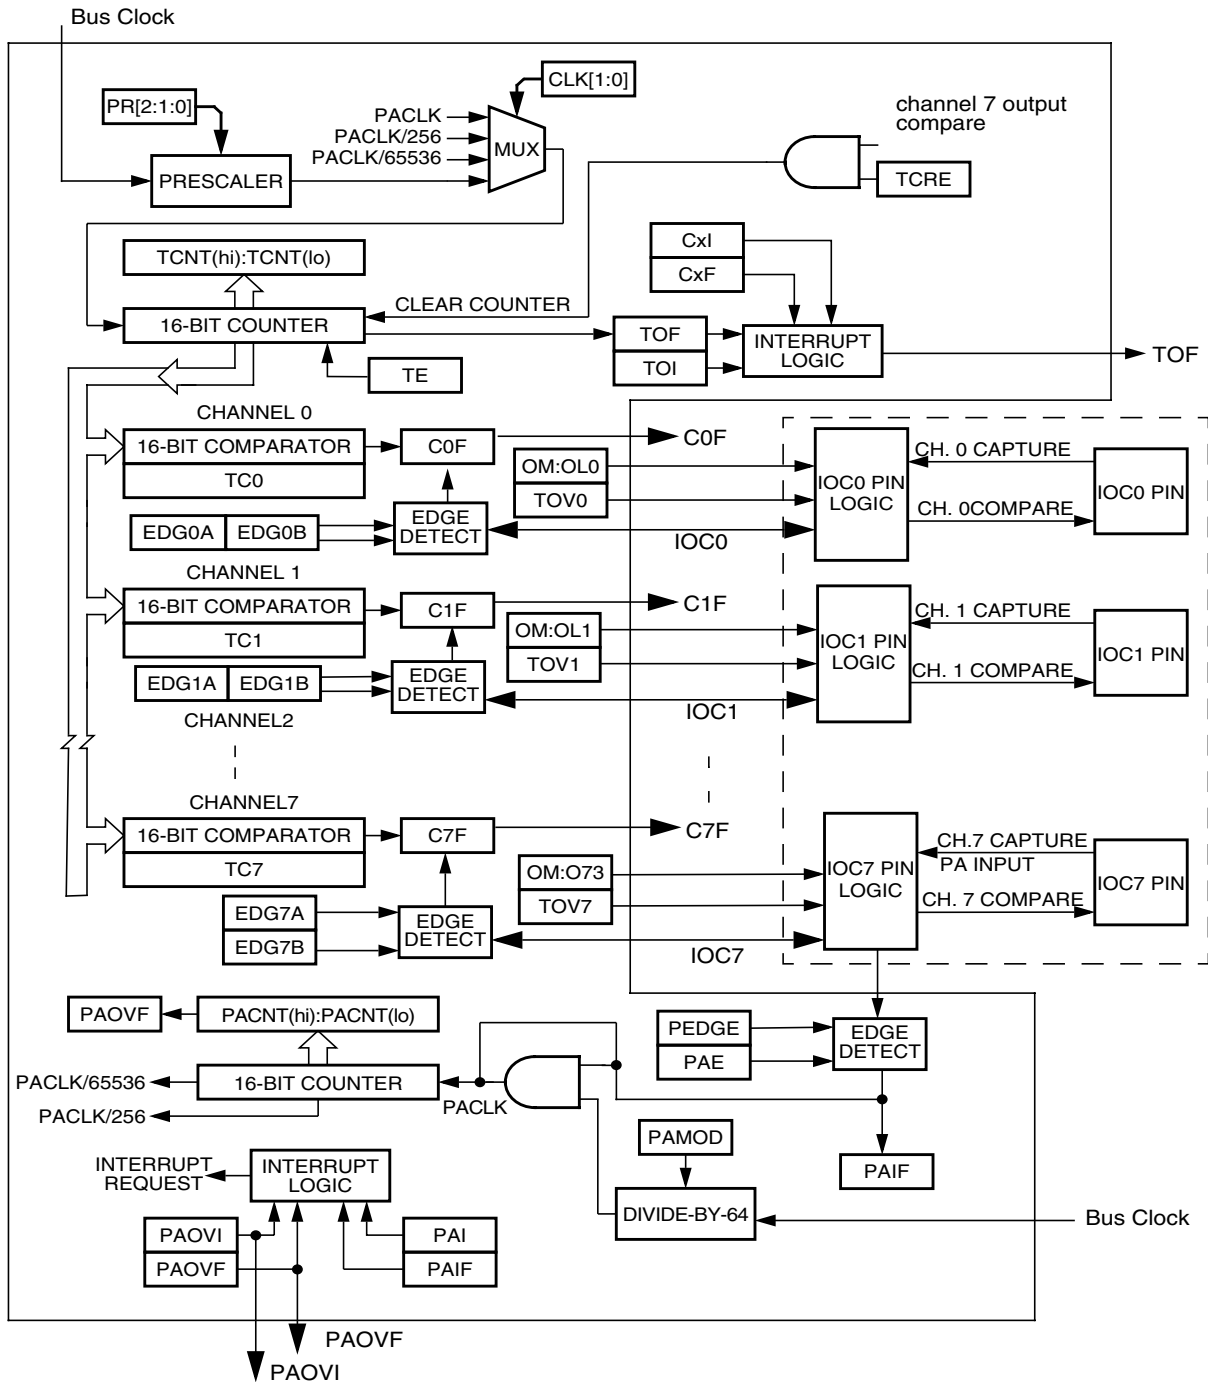 Bus Clock
PR[2:1:0]
CLK[1:0]
PACLK
PACLK/256
PACLK/65536
MUX
PRESCALER
channel 7 output
compare
TCRE
TCNT(hi):TCNT(lo)
CxI
CxF
CLEAR COUNTER
16-BIT COUNTER
TOF
TOI
INTERRUPT
LOGIC
TOF
TE
CHANNEL 0
16-BIT COMPARATOR
TC0
C0F
C0F
OM:OL0
TOV0
EDG0A
EDG0B
EDGE
DETECT
IOC0
IOC0 PIN
LOGIC
CH. 0 CAPTURE
CH. 0COMPARE
IOC0 PIN
CHANNEL 1
16-BIT COMPARATOR
TC1
C1F
C1F
OM:OL1
TOV1
EDG1A
EDG1B
EDGE
DETECT
IOC1
IOC1 PIN
LOGIC
CH. 1 CAPTURE
CH. 1 COMPARE
IOC1 PIN
CHANNEL2
CHANNEL7
16-BIT COMPARATOR
TC7
C7F
C7F
OM:O73
TOV7
EDG7A
EDG7B
EDGE
DETECT
IOC7
IOC7 PIN
LOGIC
CH.7 CAPTURE
PA INPUT
CH. 7 COMPARE
IOC7 PIN
PAOVF
PACNT(hi):PACNT(lo)
PEDGE
PAE
EDGE
DETECT
PACLK/65536
16-BIT COUNTER
PACLK
PACLK/256
PAMOD
PAIF
INTERRUPT
REQUEST
INTERRUPT
LOGIC
DIVIDE-BY-64
Bus Clock
PAOVI
PAOVF
PAI
PAIF
PAOVF
PAOVI